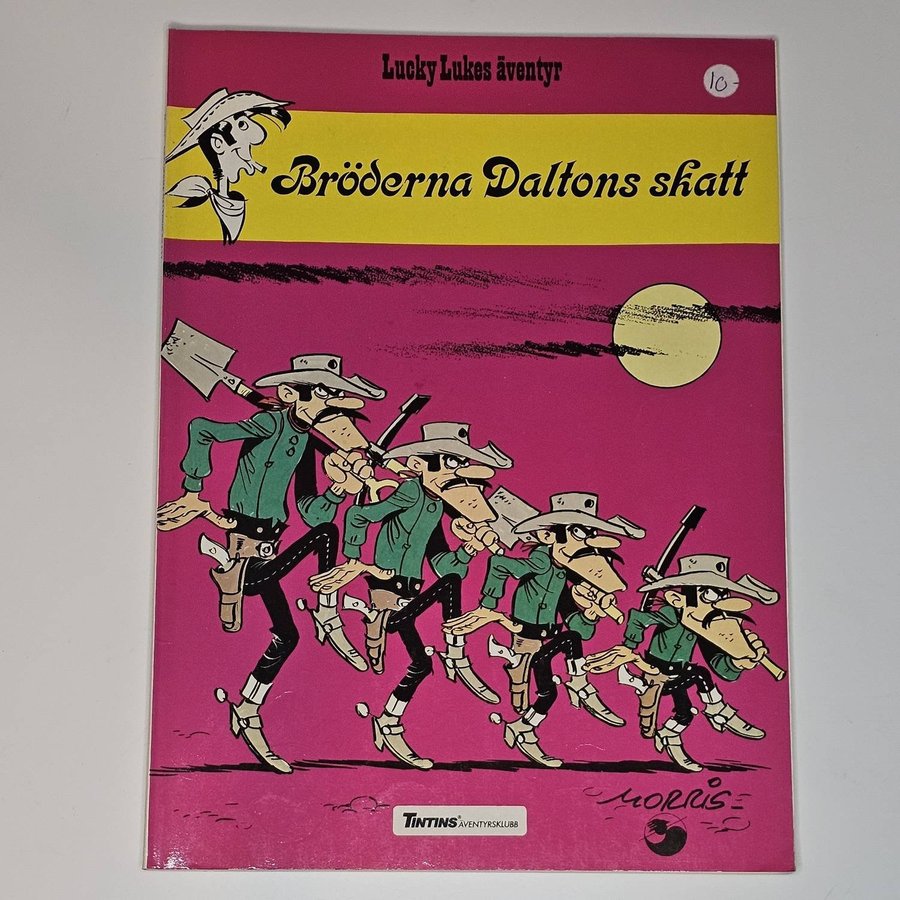 Lucky Lukes äventyr
10-
Bröderna Daltons skatt
MORRIS
TINTINS® ÄVENTYRSKLUBB